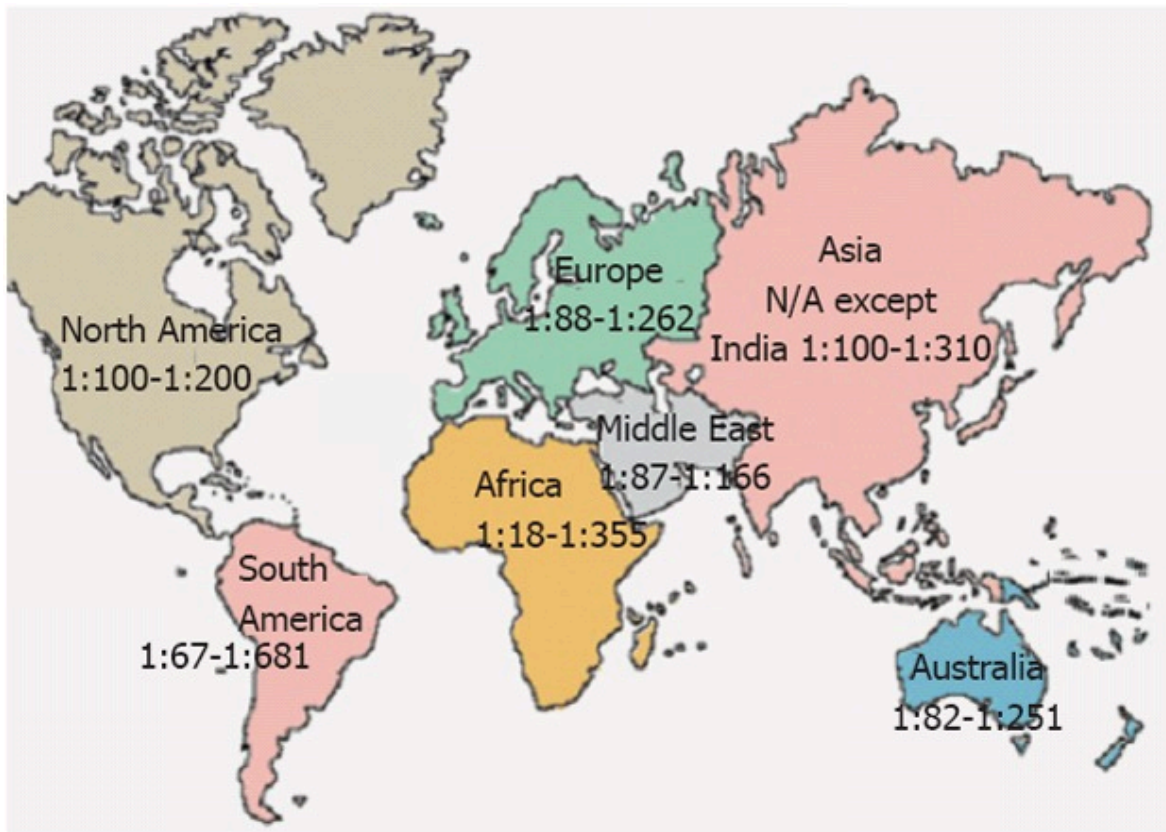 North America
1:100-1:200
Europe
1:88-1:262
Asia
N/A except
India 1:100-1:310
Middle East
1:87-1:166
Africa
1:18-1:355
South
America
1:67-1:681
Australia
1:82-1:251